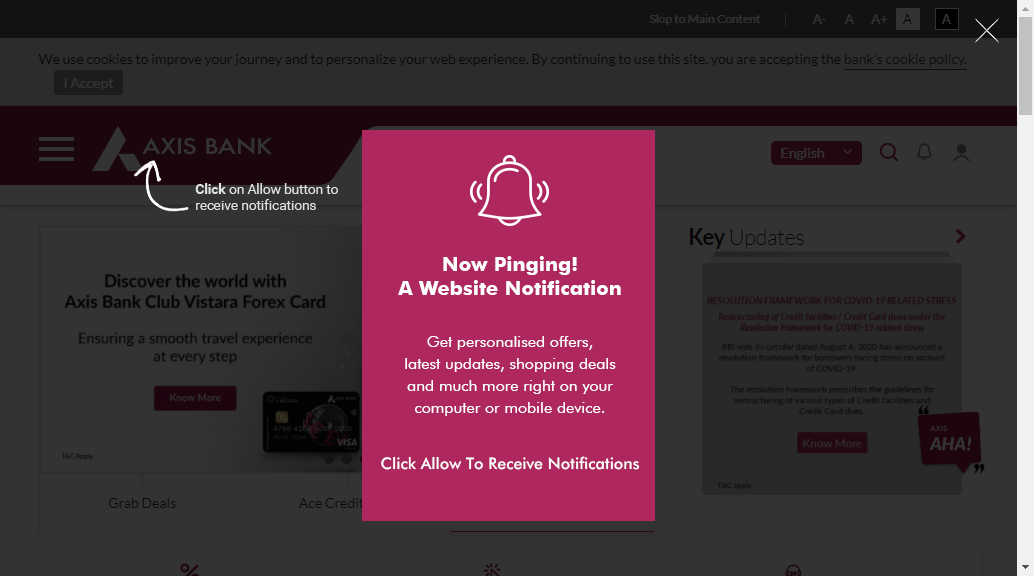 Skip to Main Content
A-
A
A+
A
A
We use cookies to improve your journey and to personalize your web experience. By continuing to use this site, you are accepting the bank's cookie policy.
I Accept
AXIS BANK
English
Click on Allow button to
receive notifications
Discover the world with
Axis Bank Club Vistara Forex Card
Ensuring a smooth travel experience
at every step
Know More
AXIS BANK
VISA
T&C Apply
Grab Deals
Ace Credit
Now Pinging!
A Website Notification
Get personalised offers,
latest updates, shopping deals
and much more right on your
computer or mobile device.
Click Allow To Receive Notifications
Key Updates
RESOLUTION FRAMEWORK FOR COVID-19 RELATED STRESS
Restructuring of Credit facilities / Credit Card dues under the
Resolution Framework for COVID-19 related stress
RBI vide its circular dated August 6, 2020 has announced a
resolution framework for borrowers facing stress on account
of COVID-19
The resolution framework prescribes the guidelines for
restructuring of various types of Credit facilities and
Credit Card dues.
Know More
T&C apply
AXIS
AHA!